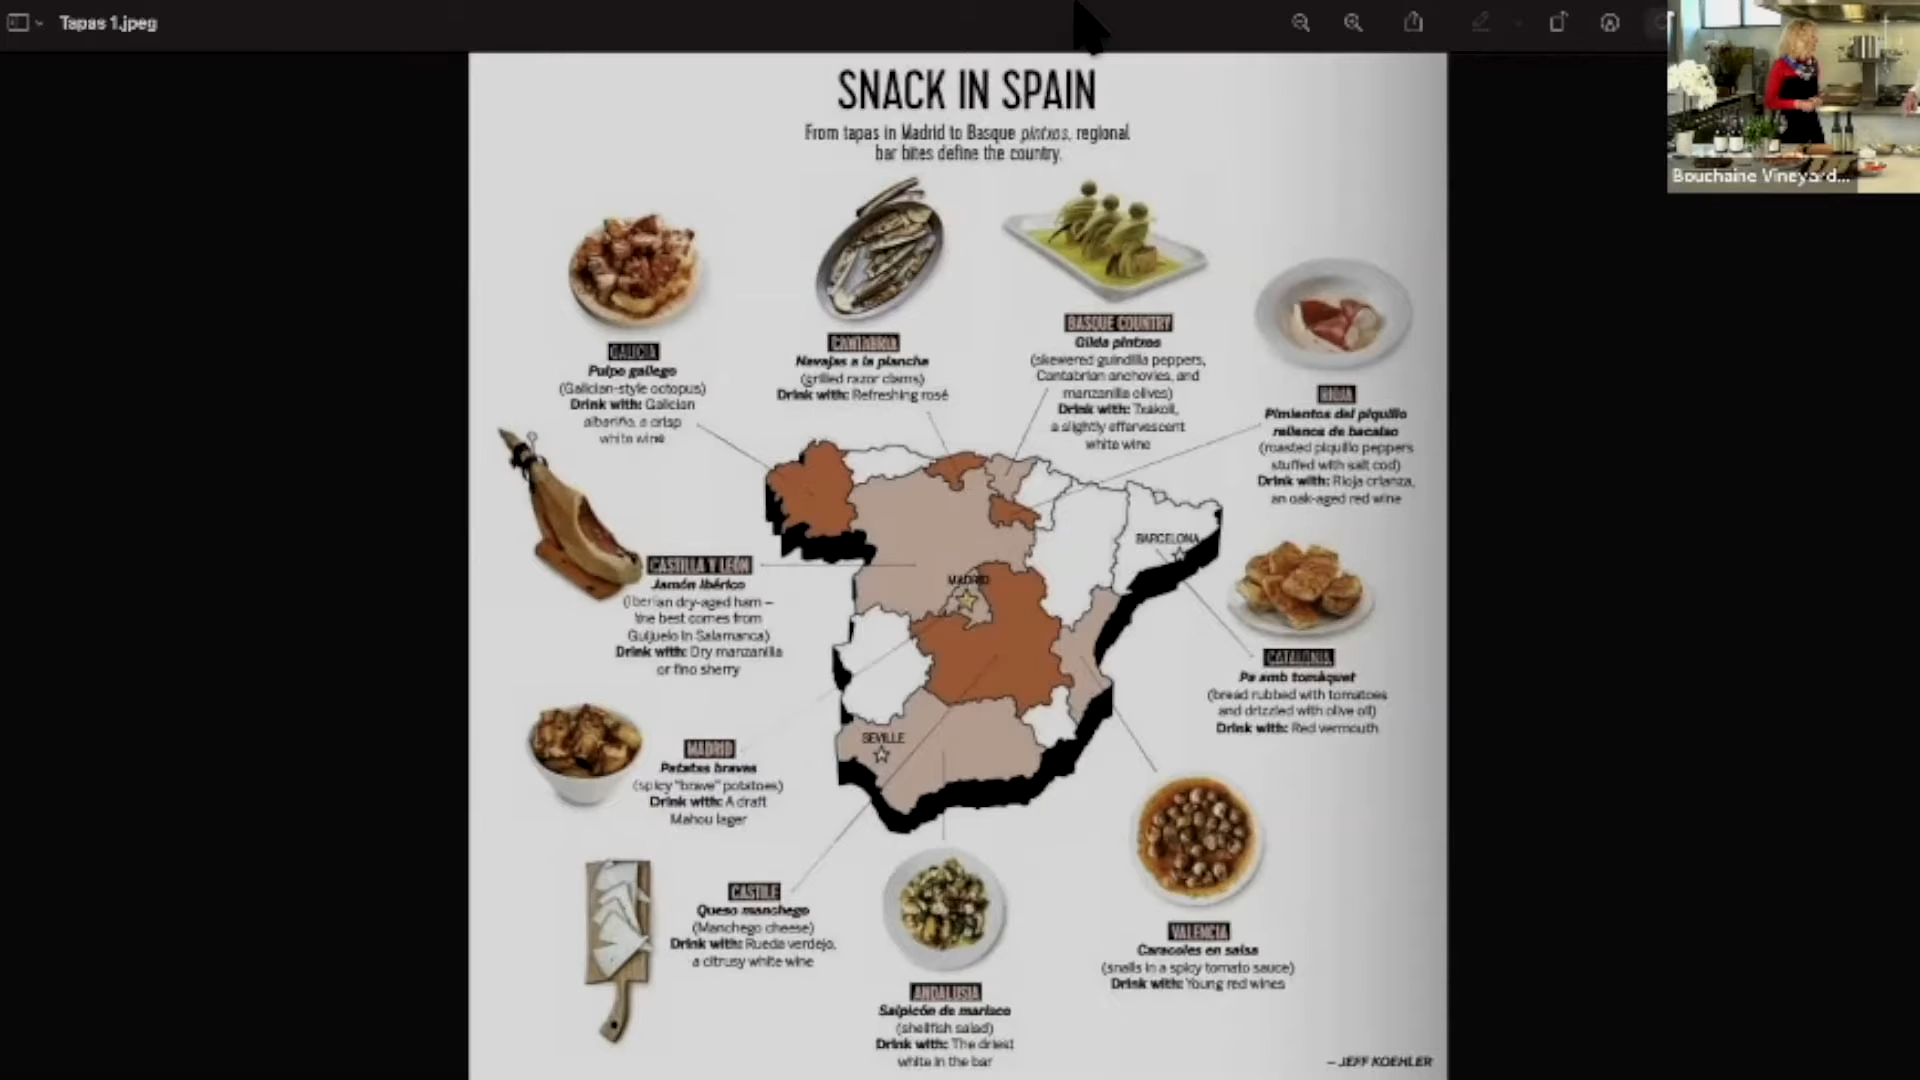 Tapas 1.jpeg
Bouchaine Vineyard...
SNACK IN SPAIN
From tapas in Madrid to Basque pintxos, regional
bar bites define the country.
GALICIA
Pulpo gallego
(Galician-style octopus)
Drink with: Galician
albariño, a crisp
white wine
CANTABRIA
Navajas a la plancha
(grilled razor clams)
Drink with: Refreshing rosé
BASQUE COUNTRY
Gilda pintxos
(skewered guindilla peppers,
Cantabrian anchovies, and
manzanilla olives)
Drink with: Txakoli,
a slightly effervescent
white wine
RIOJA
Pimientos del piquillo
rellenos de bacalao
(roasted piquillo peppers
stuffed with salt cod)
Drink with: Rioja crianza,
an oak-aged red wine
CASTILLA Y LEÓN
Jamón Ibérico
(Iberian dry-aged ham –
the best comes from
Guijuelo in Salamanca)
Drink with: Dry manzanilla
or fino sherry
BARCELONA
MADRID
SEVILLE
CATALONIA
Pa amb tomàquet
(bread rubbed with tomatoes
and drizzled with olive oil)
Drink with: Red vermouth
MADRID
Patatas bravas
(spicy "brave" potatoes)
Drink with: A draft
Mahou lager
CASTILE
Queso manchego
(Manchego cheese)
Drink with: Rueda verdejo,
a citrusy white wine
ANDALUSIA
Salpicón de marisco
(shellfish salad)
Drink with: The driest
white in the bar
VALENCIA
Caracoles en salsa
(snails in a spicy tomato sauce)
Drink with: Young red wines
– JEFF KOEHLER